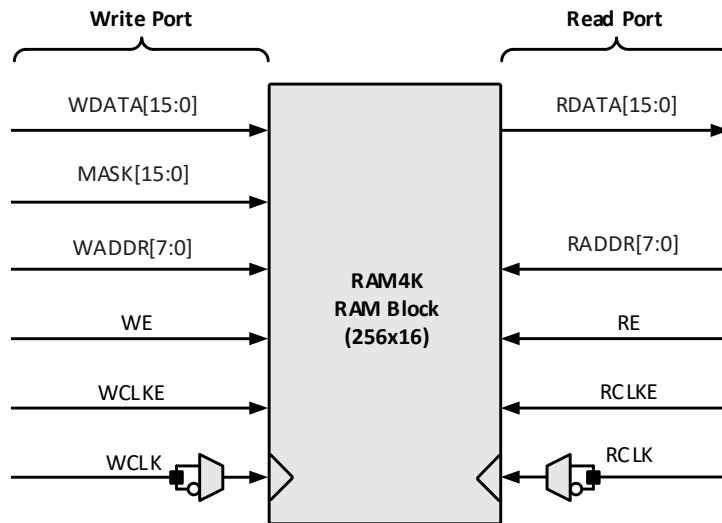 Write Port
Read Port
WDATA[15:0]
RDATA[15:0]
MASK[15:0]
WADDR[7:0]
RADDR[7:0]
RAM4K
RAM Block
(256x16)
WE
RE
WCLKE
RCLKE
WCLK
RCLK